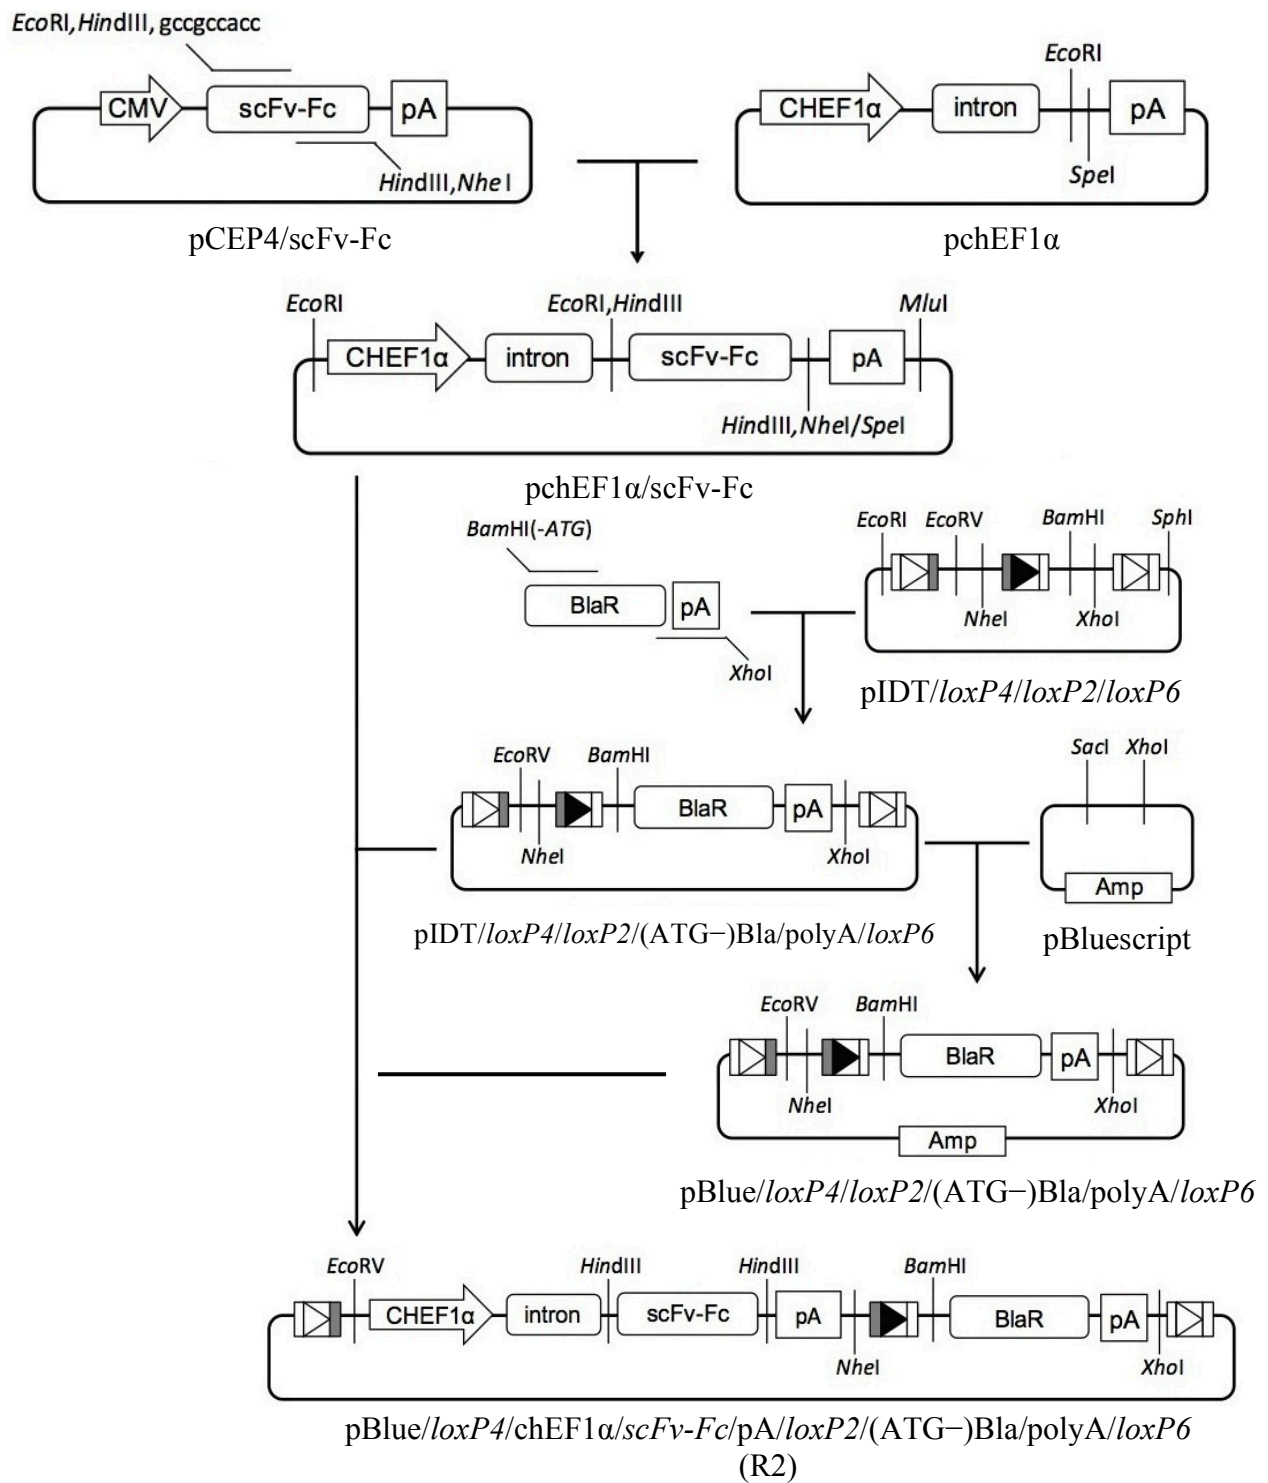 EcoRI, HindIII, gccgccacc
CMV
scFv-Fc
pA
HindIII, NheI
pCEP4/scFv-Fc
EcoRI
CHEF1α
intron
pA
SpeI
pchEF1α
EcoRI
EcoRI, HindIII
MluI
CHEF1α
intron
scFv-Fc
pA
HindIII, NheI/SpeI
pchEF1α/scFv-Fc
BamHI(-ATG)
BlaR
pA
XhoI
EcoRI
EcoRV
BamHI
SphI
NheI
XhoI
pIDT/loxP4/loxP2/loxP6
EcoRV
BamHI
BlaR
pA
NheI
XhoI
pIDT/loxP4/loxP2/(ATG−)Bla/polyA/loxP6
SacI
XhoI
Amp
pBluescript
EcoRV
BamHI
BlaR
pA
NheI
XhoI
Amp
pBlue/loxP4/loxP2/(ATG−)Bla/polyA/loxP6
EcoRV
HindIII
HindIII
BamHI
CHEF1α
intron
scFv-Fc
pA
BlaR
pA
NheI
XhoI
pBlue/loxP4/chEF1α/scFv-Fc/pA/loxP2/(ATG−)Bla/polyA/loxP6
(R2)